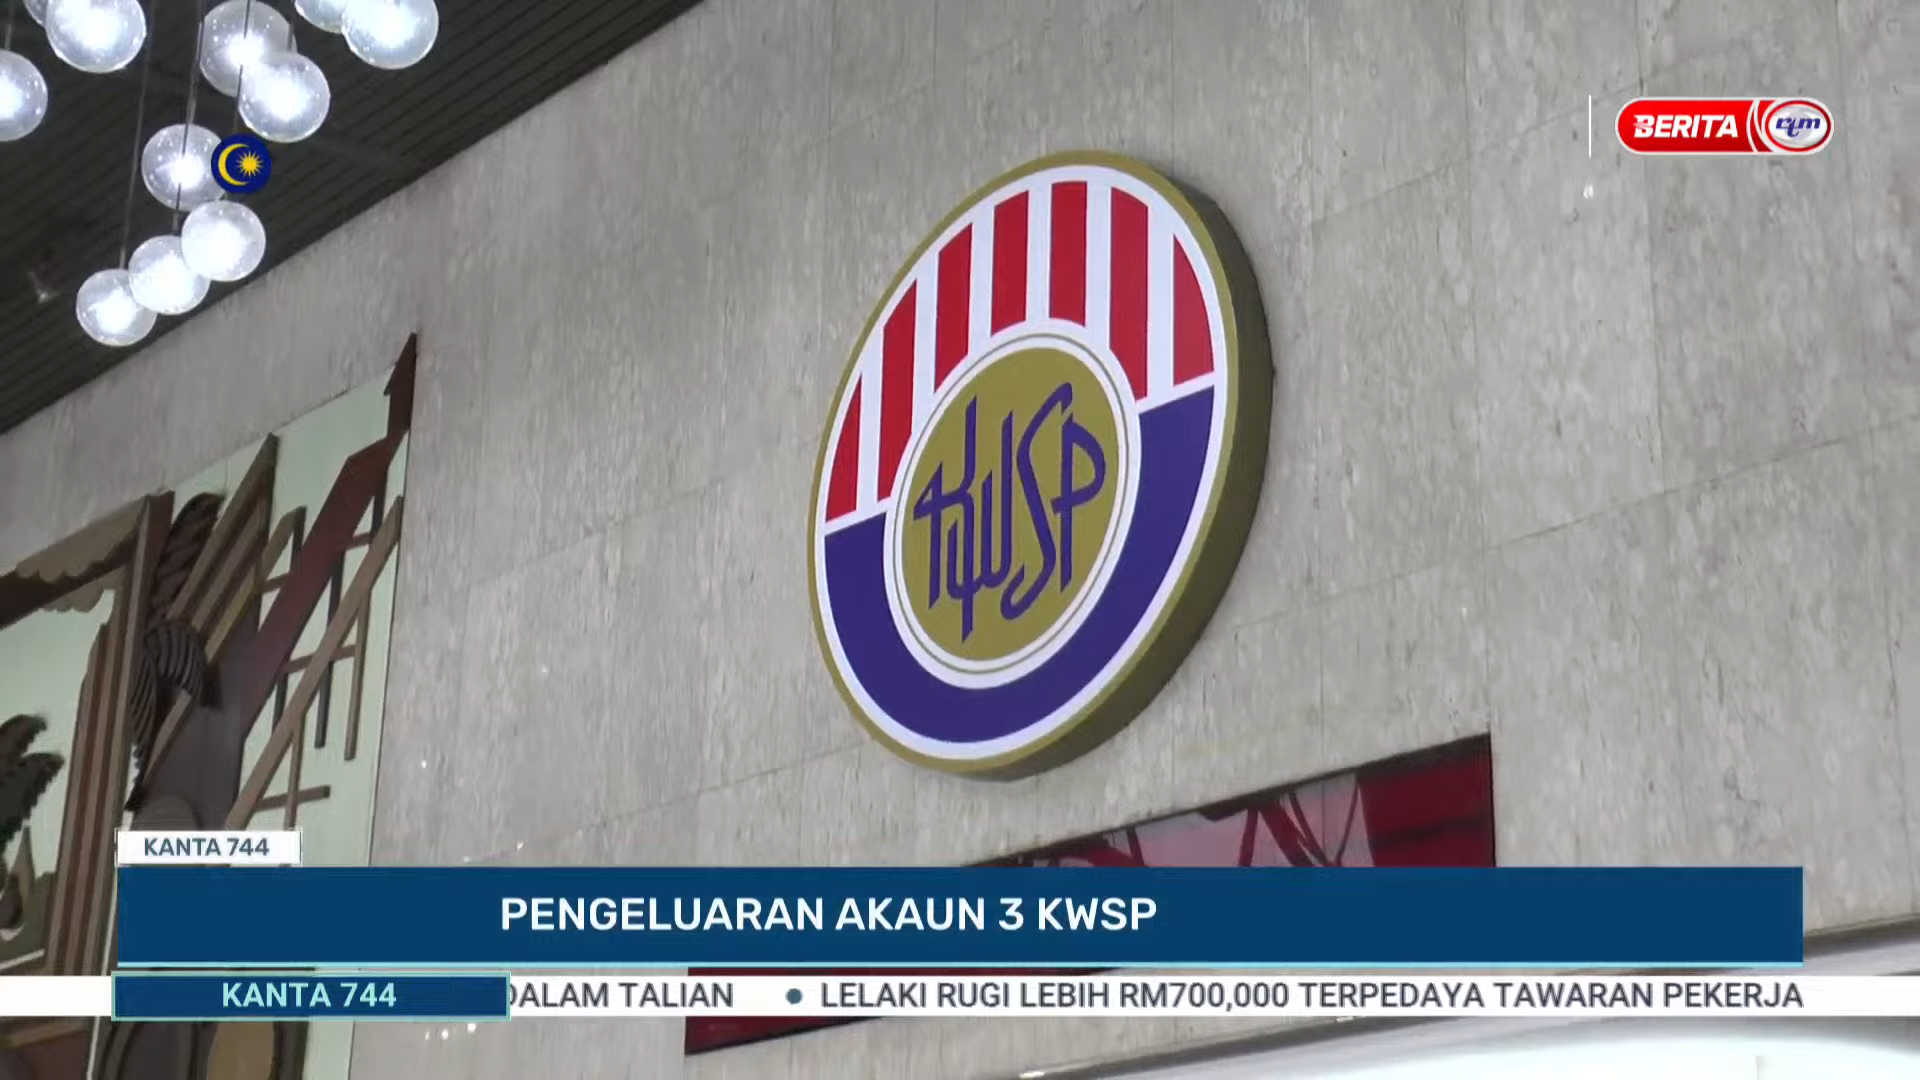 BERITA rtm
KWSP
KANTA 744
PENGELUARAN AKAUN 3 KWSP
KANTA 744
DALAM TALIAN • LELAKI RUGI LEBIH RM700,000 TERPEDAYA TAWARAN PEKERJA